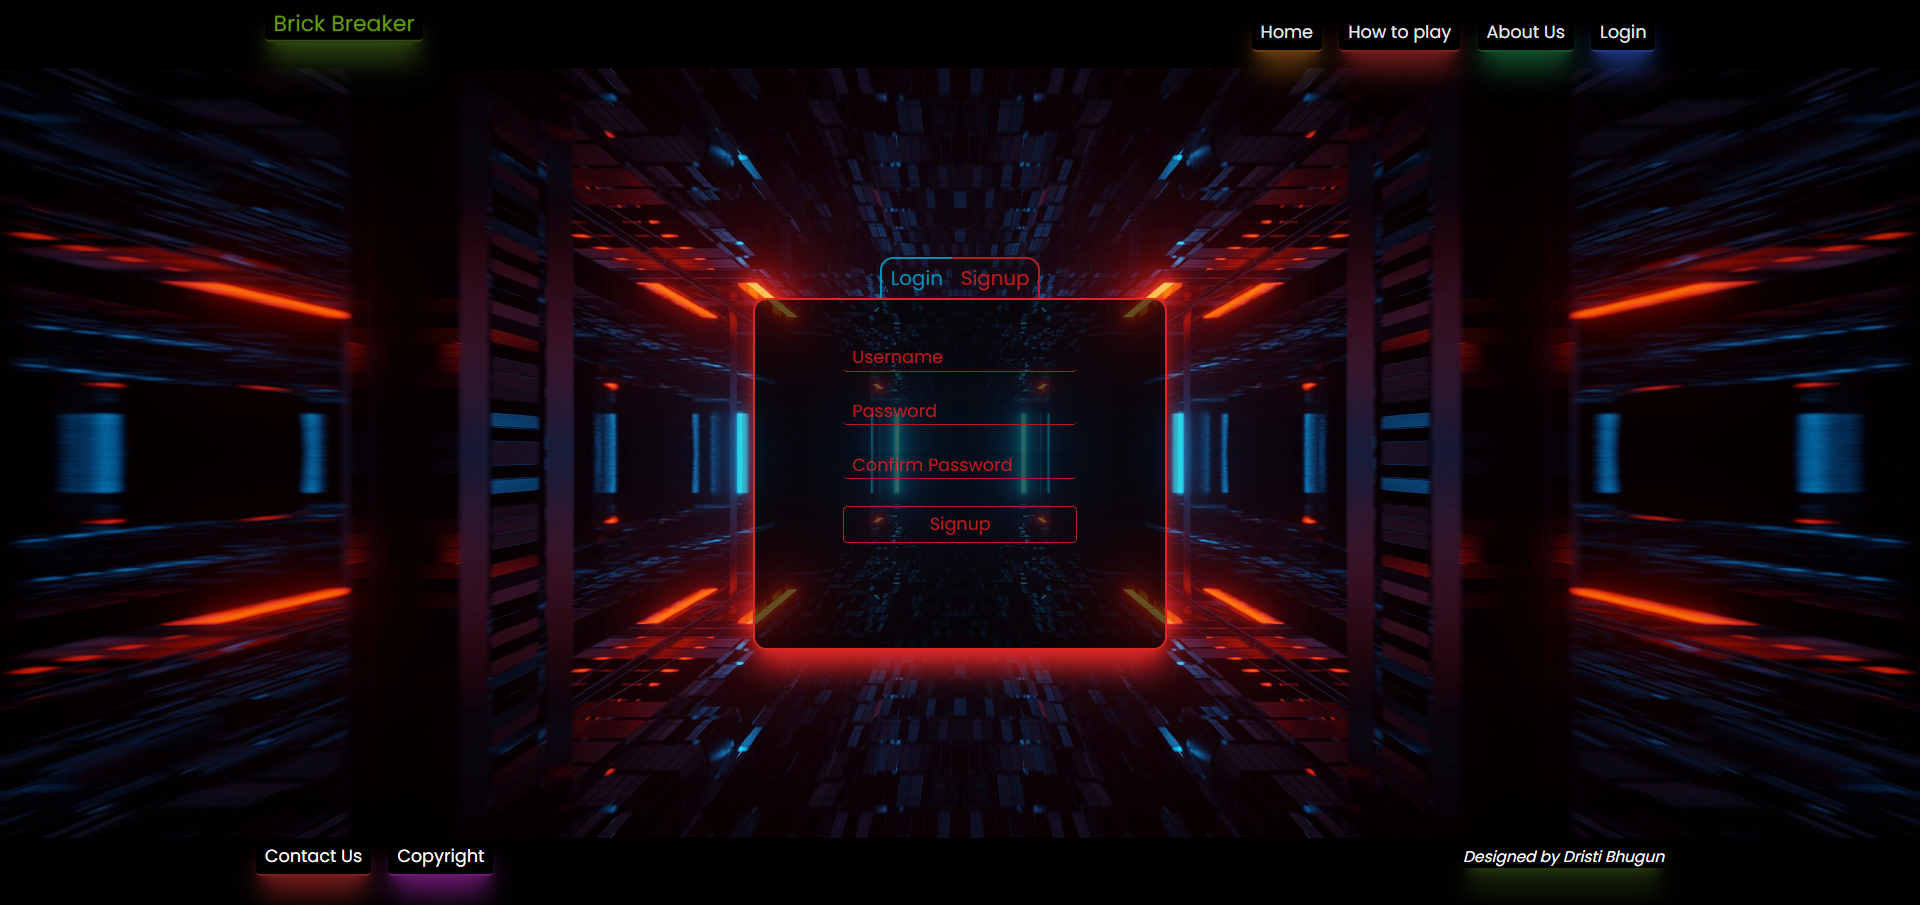 Brick Breaker
Home How to play About Us Login
Login Signup
Username
Password
Confirm Password
Signup
Contact Us Copyright
Designed by Dristi Bhugun